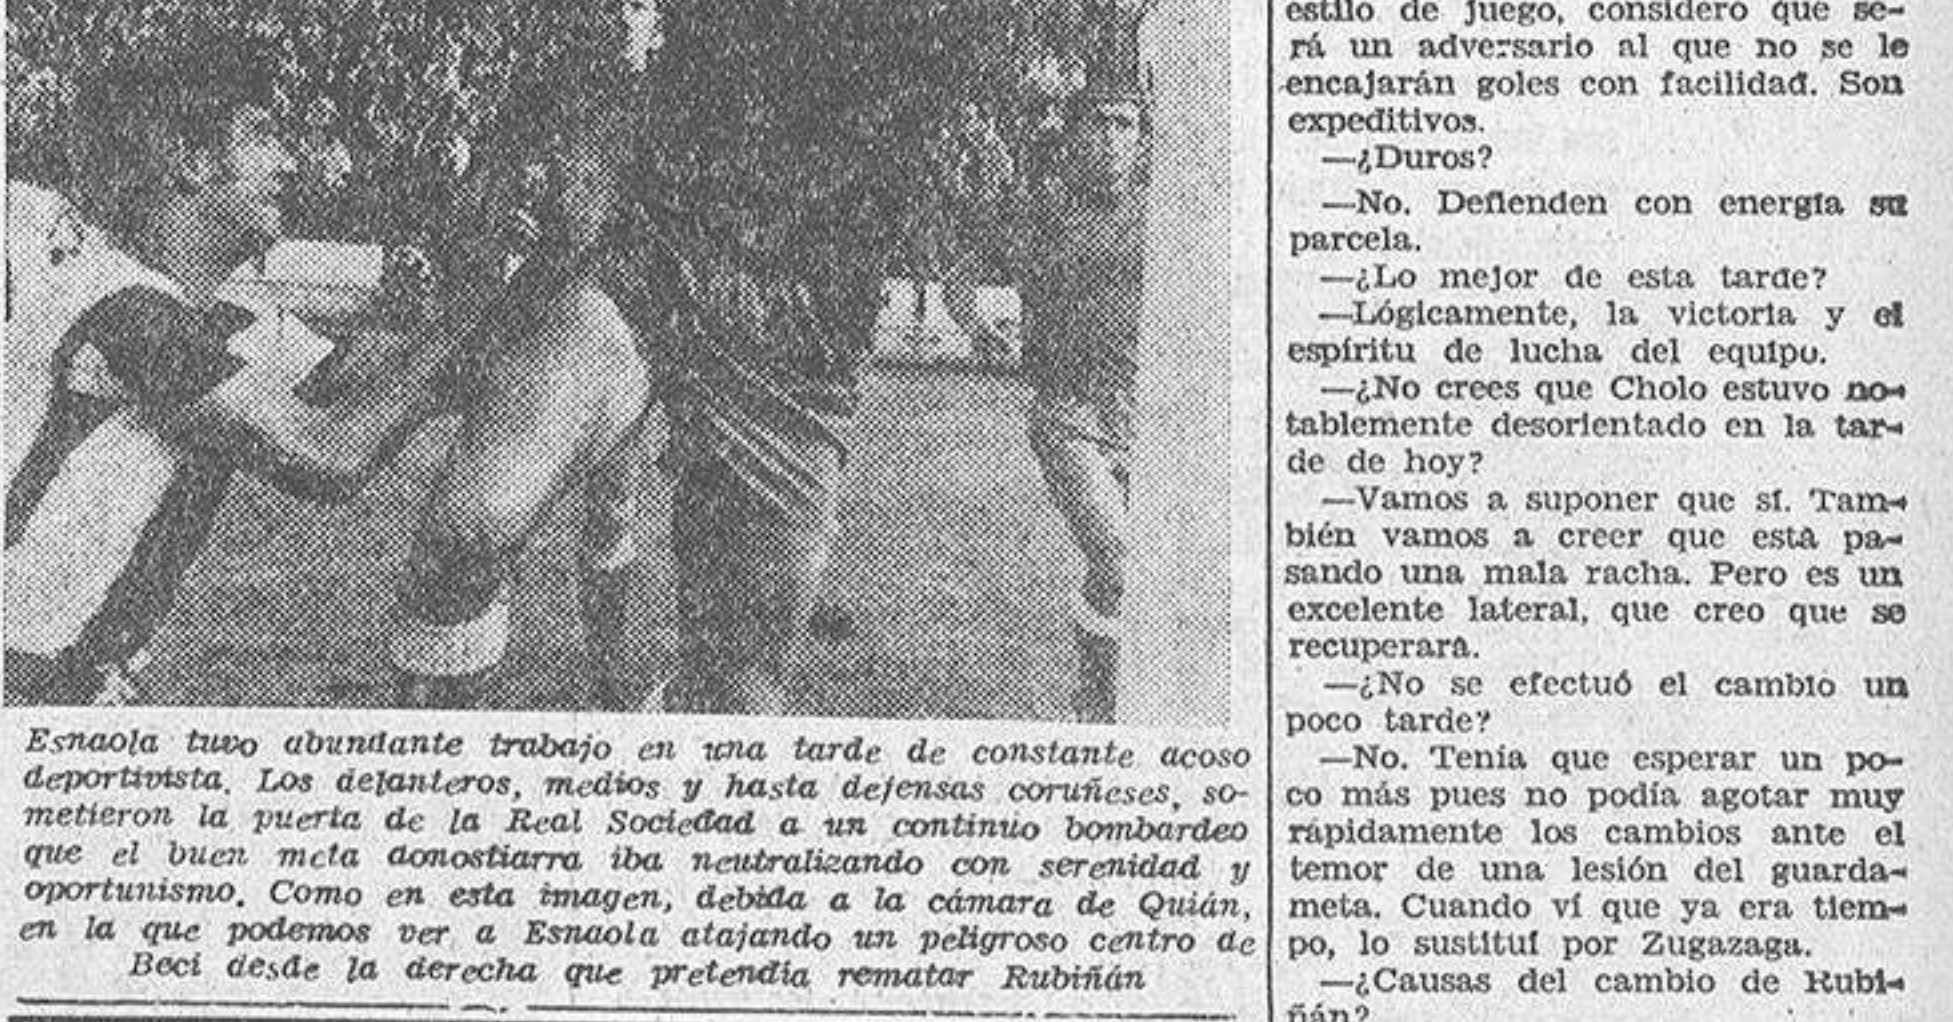 Esnaola tuvo abundante trabajo en una tarde de constante acoso
deportivista. Los delanteros, medios y hasta defensas coruñeses, so-
metieron la puerta de la Real Sociedad a un continuo bombardeo
que el buen meta donostiarra iba neutralizando con serenidad y
oportunismo. Como en esta imagen, debida a la cámara de Quián,
en la que podemos ver a Esnaola atajando un peligroso centro de
Beci desde la derecha que pretendía rematar Rubiñán
estilo de juego, considero que se-
rá un adversario al que no se le
encajarán goles con facilidad. Son
expeditivos.
—¿Duros?
—No. Defienden con energía su
parcela.
—¿Lo mejor de esta tarde?
—Lógicamente, la victoria y el
espíritu de lucha del equipo.
—¿No crees que Cholo estuvo no-
tablemente desorientado en la tar-
de de hoy?
—Vamos a suponer que sí. Tam-
bién vamos a creer que está pa-
sando una mala racha. Pero es un
excelente lateral, que creo que se
recuperará.
—¿No se efectuó el cambio un
poco tarde?
—No. Tenía que esperar un po-
co más pues no podía agotar muy
rápidamente los cambios ante el
temor de una lesión del guarda-
meta. Cuando ví que ya era tiem-
po, lo sustituí por Zugazaga.
—¿Causas del cambio de Rubi-
ñán?